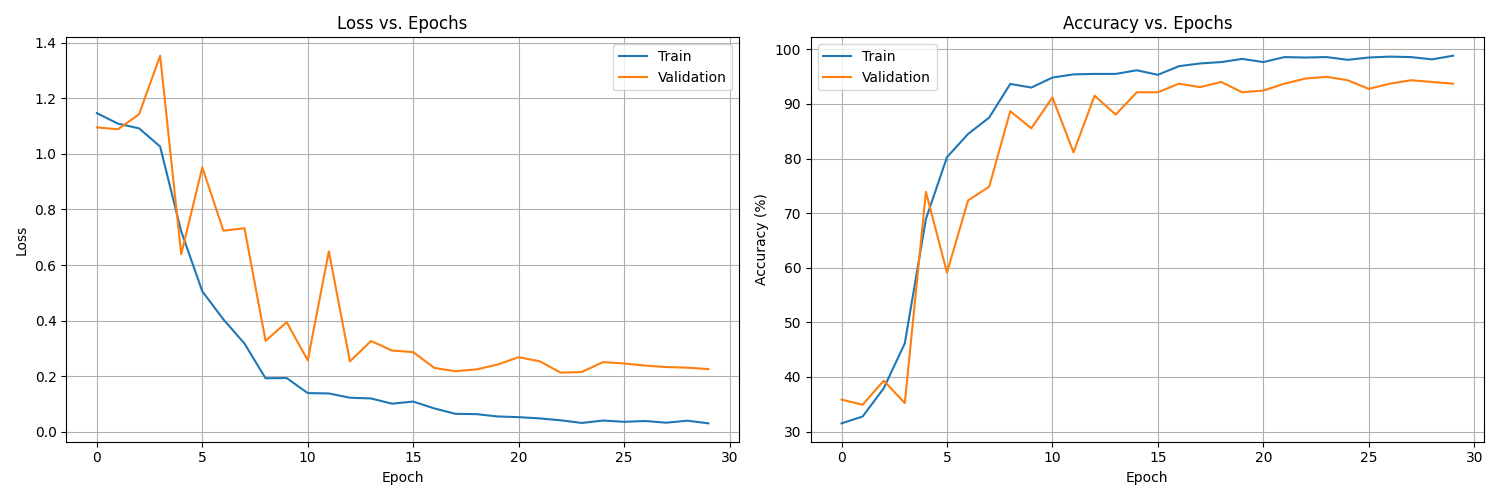 Loss vs. Epochs
Train
Validation
1.4
1.2
1.0
0.8
0.6
0.4
0.2
0.0
Loss
0 5 10 15 20 25 30
Epoch
Accuracy vs. Epochs
Train
Validation
100
90
80
70
60
50
40
30
Accuracy (%)
0 5 10 15 20 25 30
Epoch